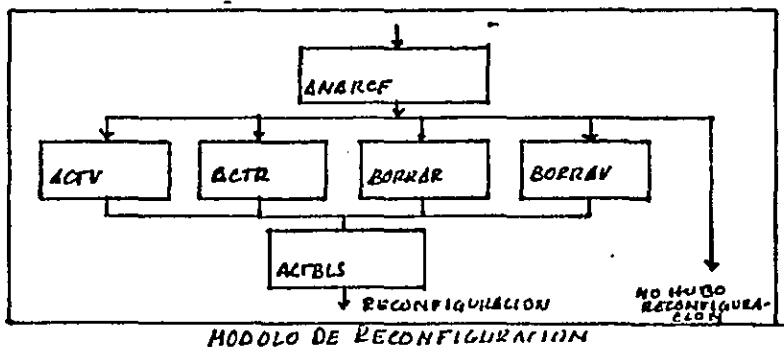 ANARCF
ACTV
ACTR
BORRAR
BORRAV
ACTBLS
RECONFIGURACION
NO HUBO
RECONFIGURA-
CION
MODULO DE RECONFIGURACION